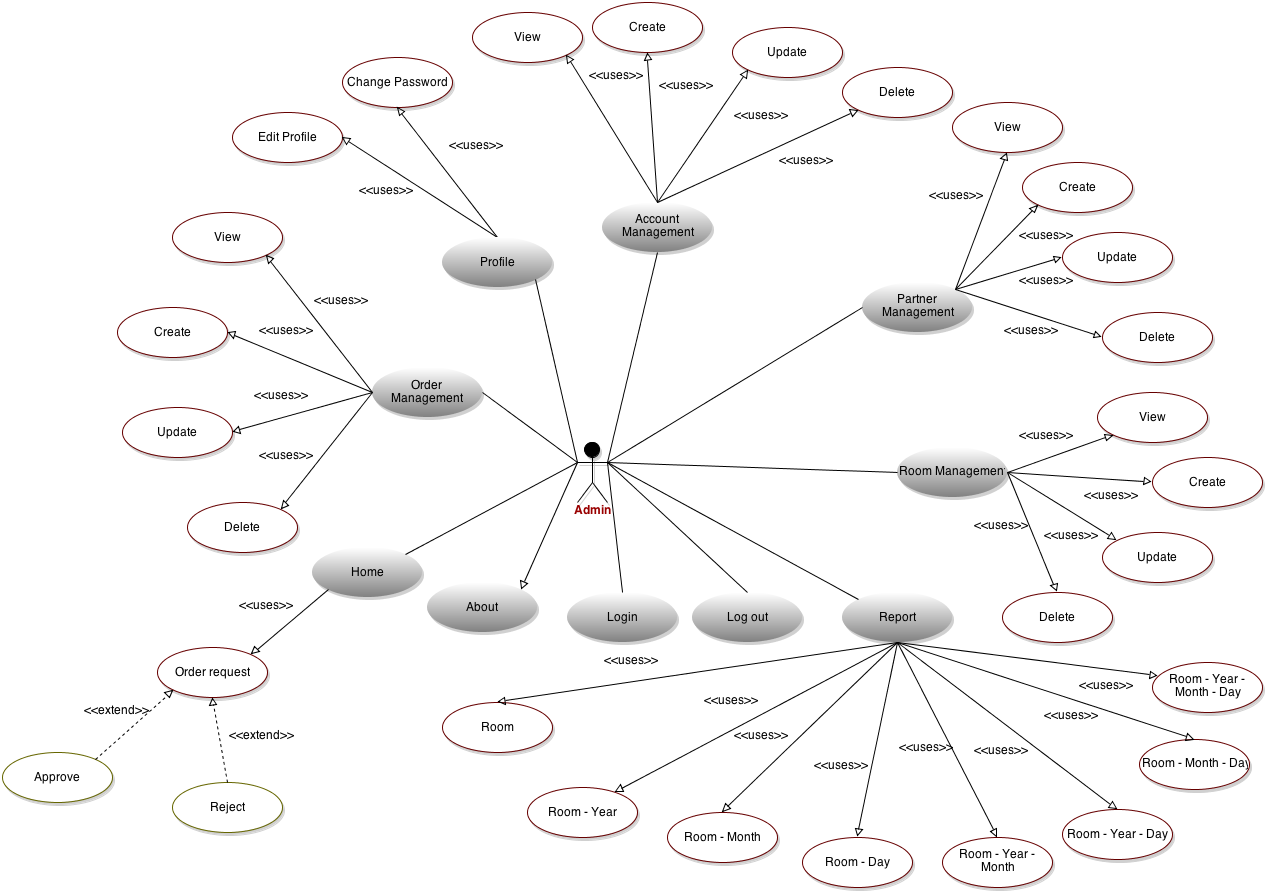 Create
View
Update
<<uses>>
Change Password
<<uses>>
Delete
<<uses>>
View
Edit Profile
<<uses>>
<<uses>>
<<uses>>
Create
<<uses>>
Account
Management
View
<<uses>>
Update
Profile
<<uses>>
<<uses>>
Partner
Management
Create
<<uses>>
<<uses>>
Delete
Order
Management
<<uses>>
View
Update
<<uses>>
<<uses>>
Room Managemen
Create
<<uses>>
Delete
Admin
<<uses>>
<<uses>>
Update
Home
About
Login
Log out
Report
Delete
<<uses>>
Order request
<<uses>>
Room - Year -
Month - Day
<<uses>>
<<extend>>
<<uses>>
<<uses>>
Room
<<extend>>
<<uses>>
<<uses>>
<<uses>>
<<uses>>
Room - Month - Day
Approve
Reject
Room - Year
Room - Month
Room - Year - Day
Room - Day
Room - Year -
Month